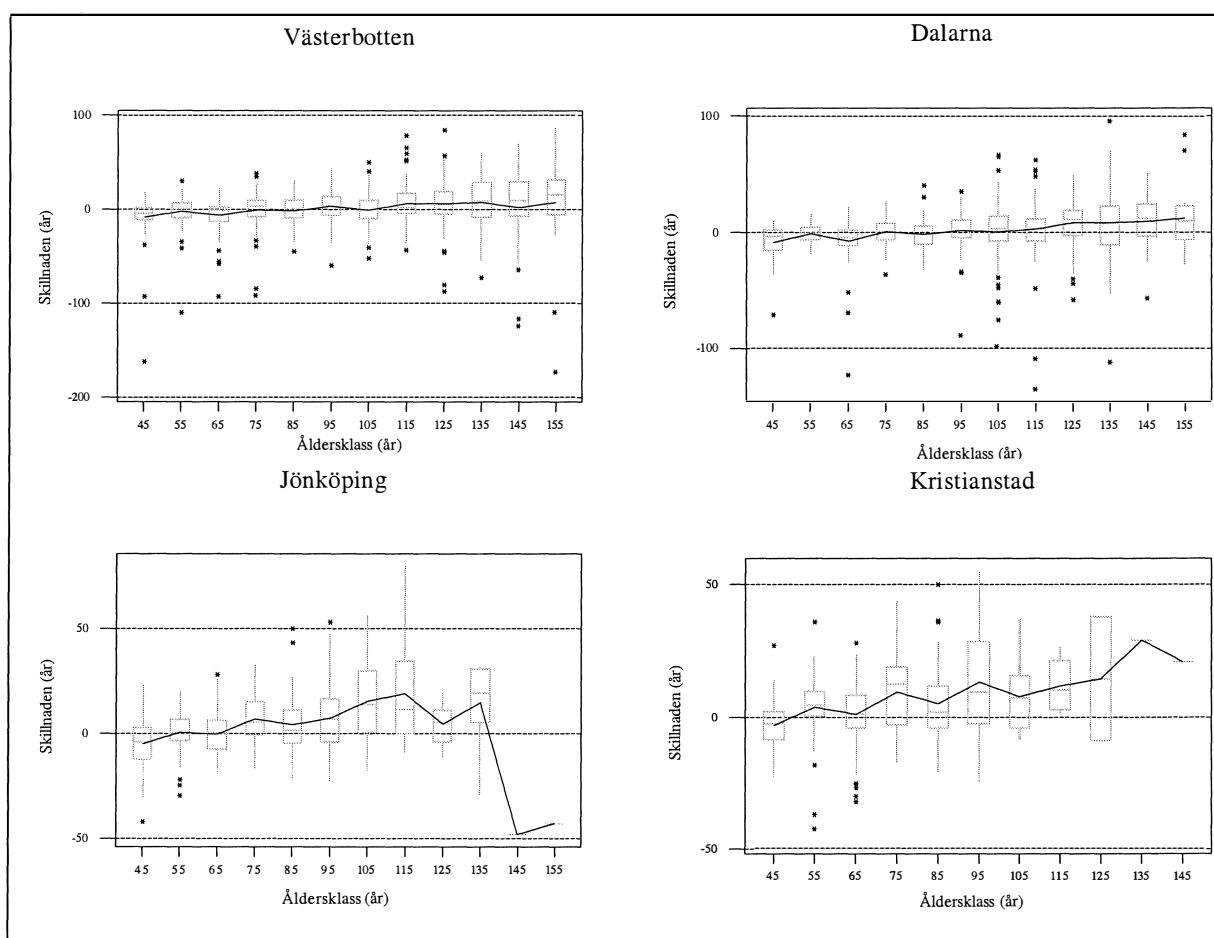 Västerbotten
100
0
-100
-200
Skillnaden (år)
45 55 65 75 85 95 105 115 125 135 145 155
Åldersklass (år)
Dalarna
100
0
-100
Skillnaden (år)
45 55 65 75 85 95 105 115 125 135 145 155
Åldersklass (år)
Jönköping
50
0
-50
Skillnaden (år)
45 55 65 75 85 95 105 115 125 135 145 155
Åldersklass (år)
Kristianstad
50
0
-50
Skillnaden (år)
45 55 65 75 85 95 105 115 125 135 145
Åldersklass (år)